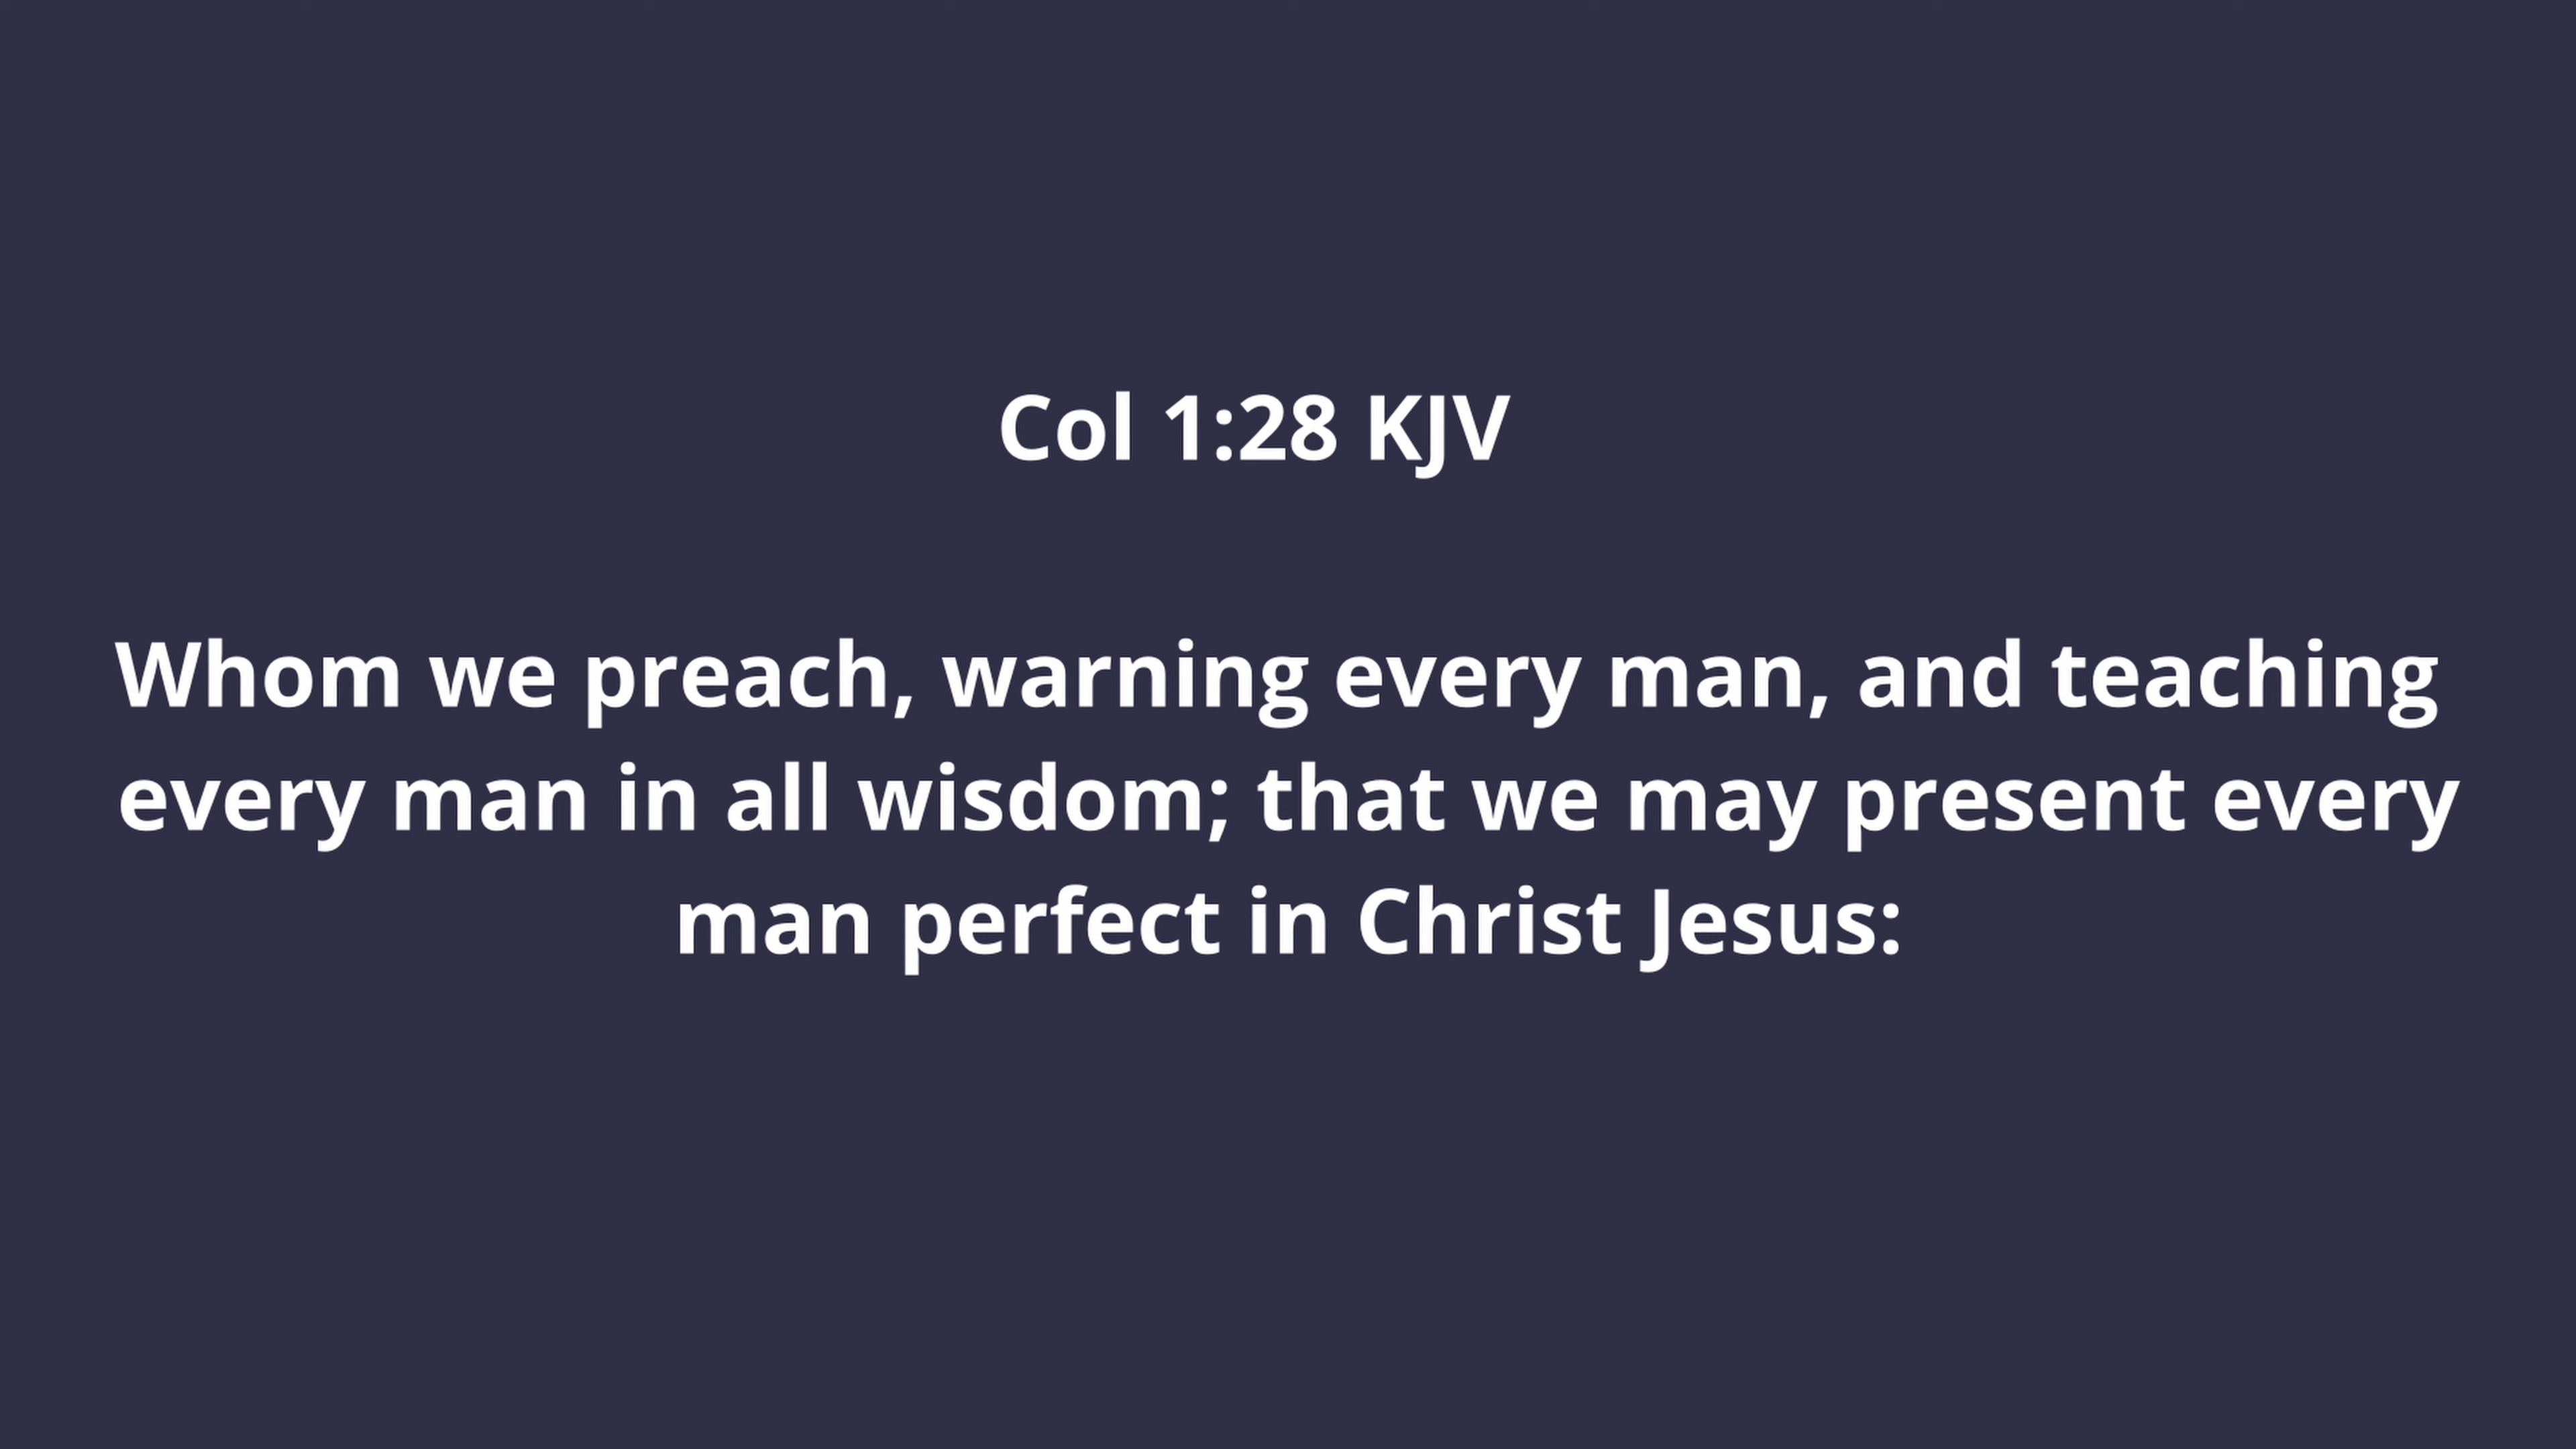 Col 1:28 KJV
Whom we preach, warning every man, and teaching
every man in all wisdom; that we may present every
man perfect in Christ Jesus: